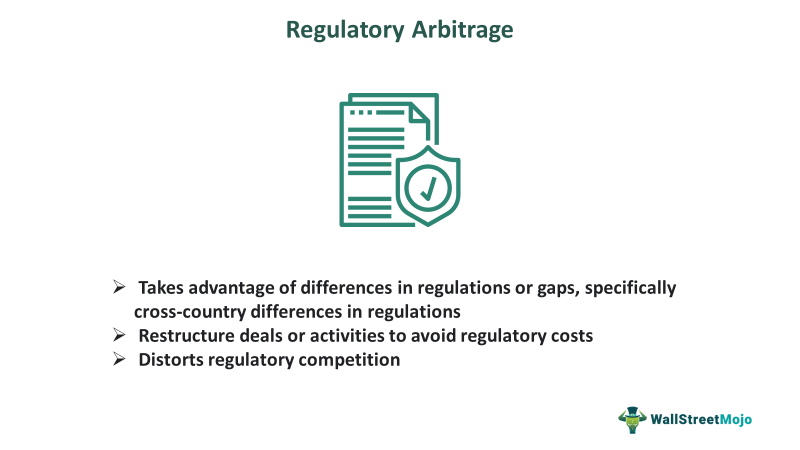 Regulatory Arbitrage
➢ Takes advantage of differences in regulations or gaps, specifically
cross-country differences in regulations
➢ Restructure deals or activities to avoid regulatory costs
➢ Distorts regulatory competition
WallStreetMojo